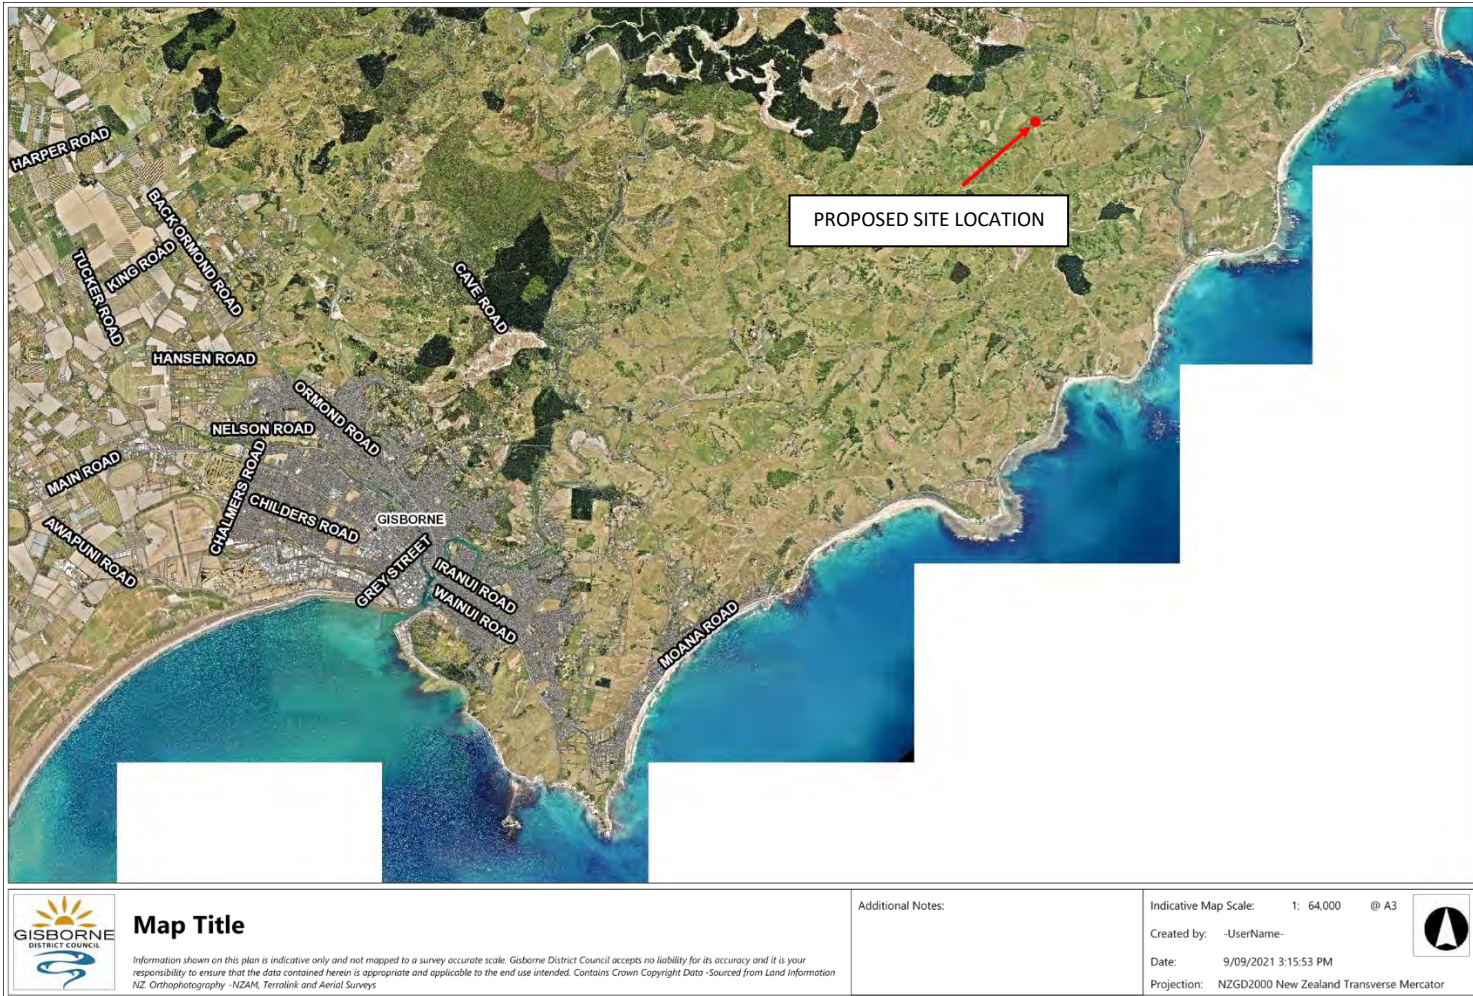 HARPER ROAD
BACKORMOND ROAD
KING ROAD
TUCKER ROAD
PROPOSED SITE LOCATION
CAVE ROAD
HANSEN ROAD
ORMOND ROAD
NELSON ROAD
MAIN ROAD
CHALMERS ROAD
CHILDERS ROAD
GISBORNE
AWAPUNI ROAD
GREY STREET
IRANUI ROAD
WAINUI ROAD
MOANA ROAD
GISBORNE
DISTRICT COUNCIL
Map Title
Information shown on this plan is indicative only and not mapped to a survey accurate scale. Gisborne District Council accepts no liability for its accuracy and it is your
responsibility to ensure that the data contained herein is appropriate and applicable to the end use intended. Contains Crown Copyright Data -Sourced from Land Information
NZ. Orthophotography -NZAM, Terralink and Aerial Surveys
Additional Notes:
Indicative Map Scale: 1: 64,000 @ A3
Created by: -UserName-
Date: 9/09/2021 3:15:53 PM
Projection: NZGD2000 New Zealand Transverse Mercator